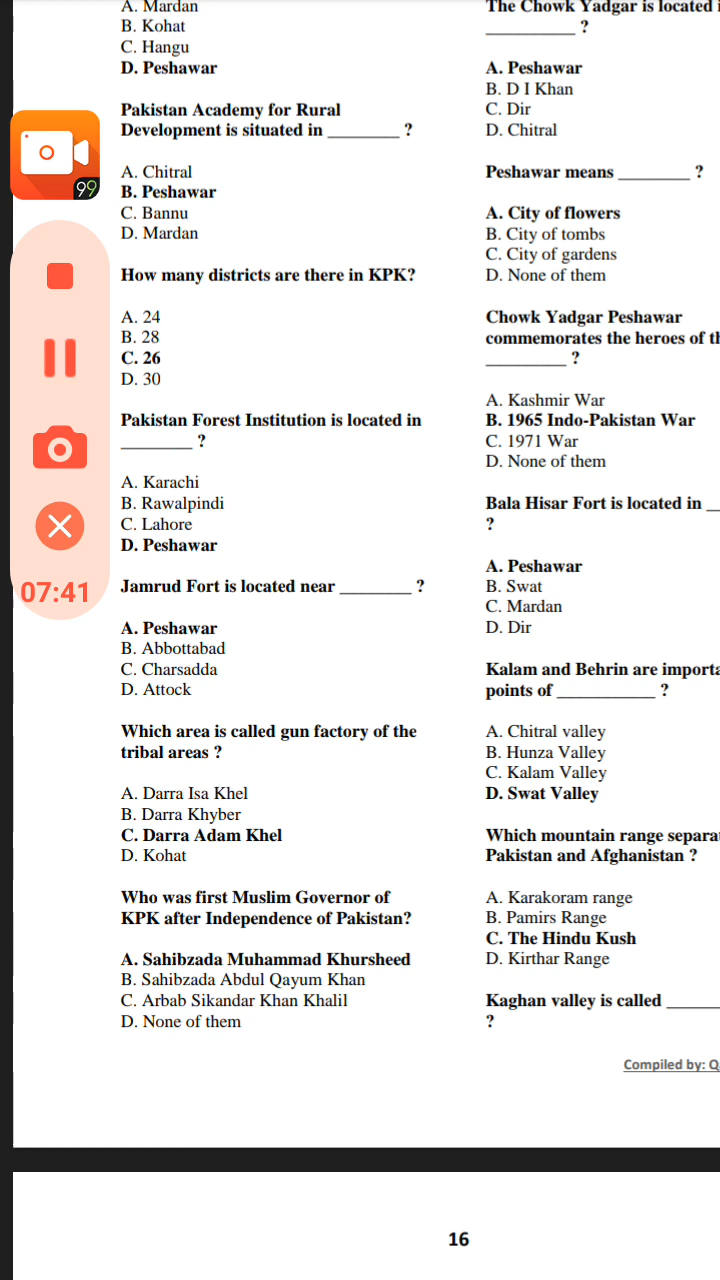 A. Mardan
B. Kohat
C. Hangu
D. Peshawar
Pakistan Academy for Rural
Development is situated in ________ ?
A. Chitral
B. Peshawar
C. Bannu
D. Mardan
How many districts are there in KPK?
A. 24
B. 28
C. 26
D. 30
Pakistan Forest Institution is located in
________ ?
A. Karachi
B. Rawalpindi
C. Lahore
D. Peshawar
Jamrud Fort is located near ________ ?
A. Peshawar
B. Abbottabad
C. Charsadda
D. Attock
Which area is called gun factory of the
tribal areas ?
A. Darra Isa Khel
B. Darra Khyber
C. Darra Adam Khel
D. Kohat
Who was first Muslim Governor of
KPK after Independence of Pakistan?
A. Sahibzada Muhammad Khursheed
B. Sahibzada Abdul Qayum Khan
C. Arbab Sikandar Khan Khalil
D. None of them
The Chowk Yadgar is located
__________ ?
A. Peshawar
B. D I Khan
C. Dir
D. Chitral
Peshawar means ________ ?
A. City of flowers
B. City of tombs
C. City of gardens
D. None of them
Chowk Yadgar Peshawar
commemorates the heroes of
_________ ?
A. Kashmir War
B. 1965 Indo-Pakistan War
C. 1971 War
D. None of them
Bala Hisar Fort is located in _
?
A. Peshawar
B. Swat
C. Mardan
D. Dir
Kalam and Behrin are importa
points of ___________ ?
A. Chitral valley
B. Hunza Valley
C. Kalam Valley
D. Swat Valley
Which mountain range separa
Pakistan and Afghanistan ?
A. Karakoram range
B. Pamirs Range
C. The Hindu Kush
D. Kirthar Range
Kaghan valley is called ______
?
Compiled by: Q
16
99
07:41